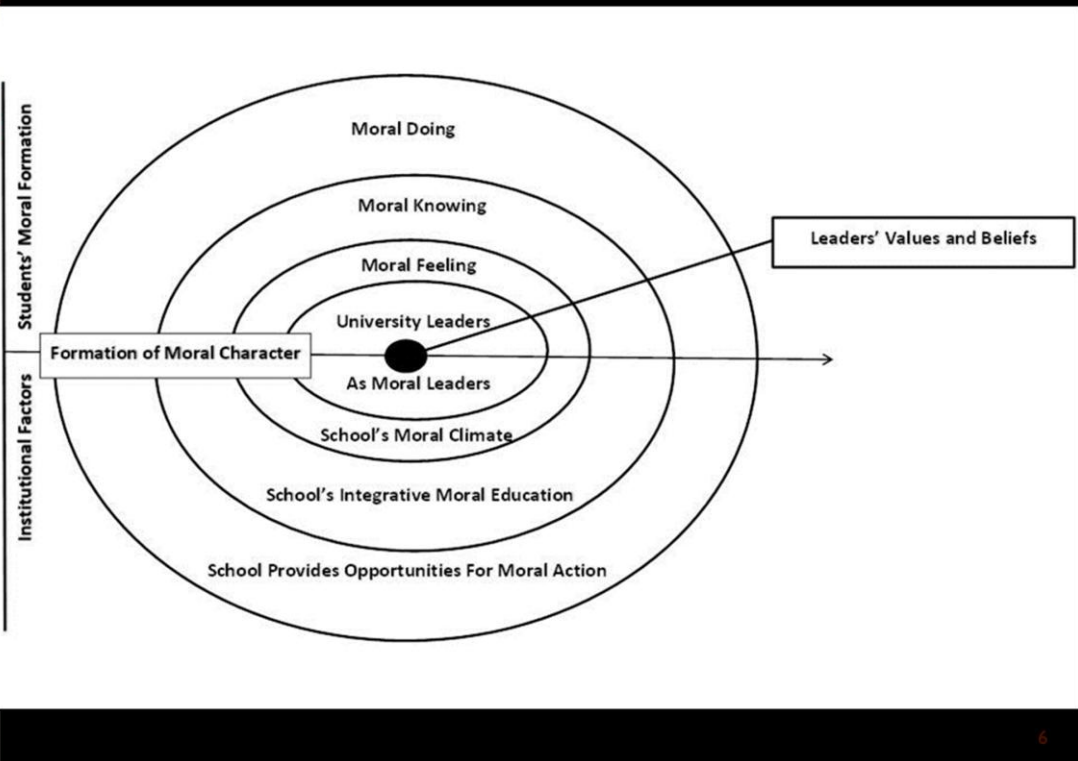 Moral Doing
Students' Moral Formation
Moral Knowing
Leaders' Values and Beliefs
Moral Feeling
University Leaders
Formation of Moral Character
As Moral Leaders
Institutional Factors
School's Moral Climate
School's Integrative Moral Education
School Provides Opportunities For Moral Action
6